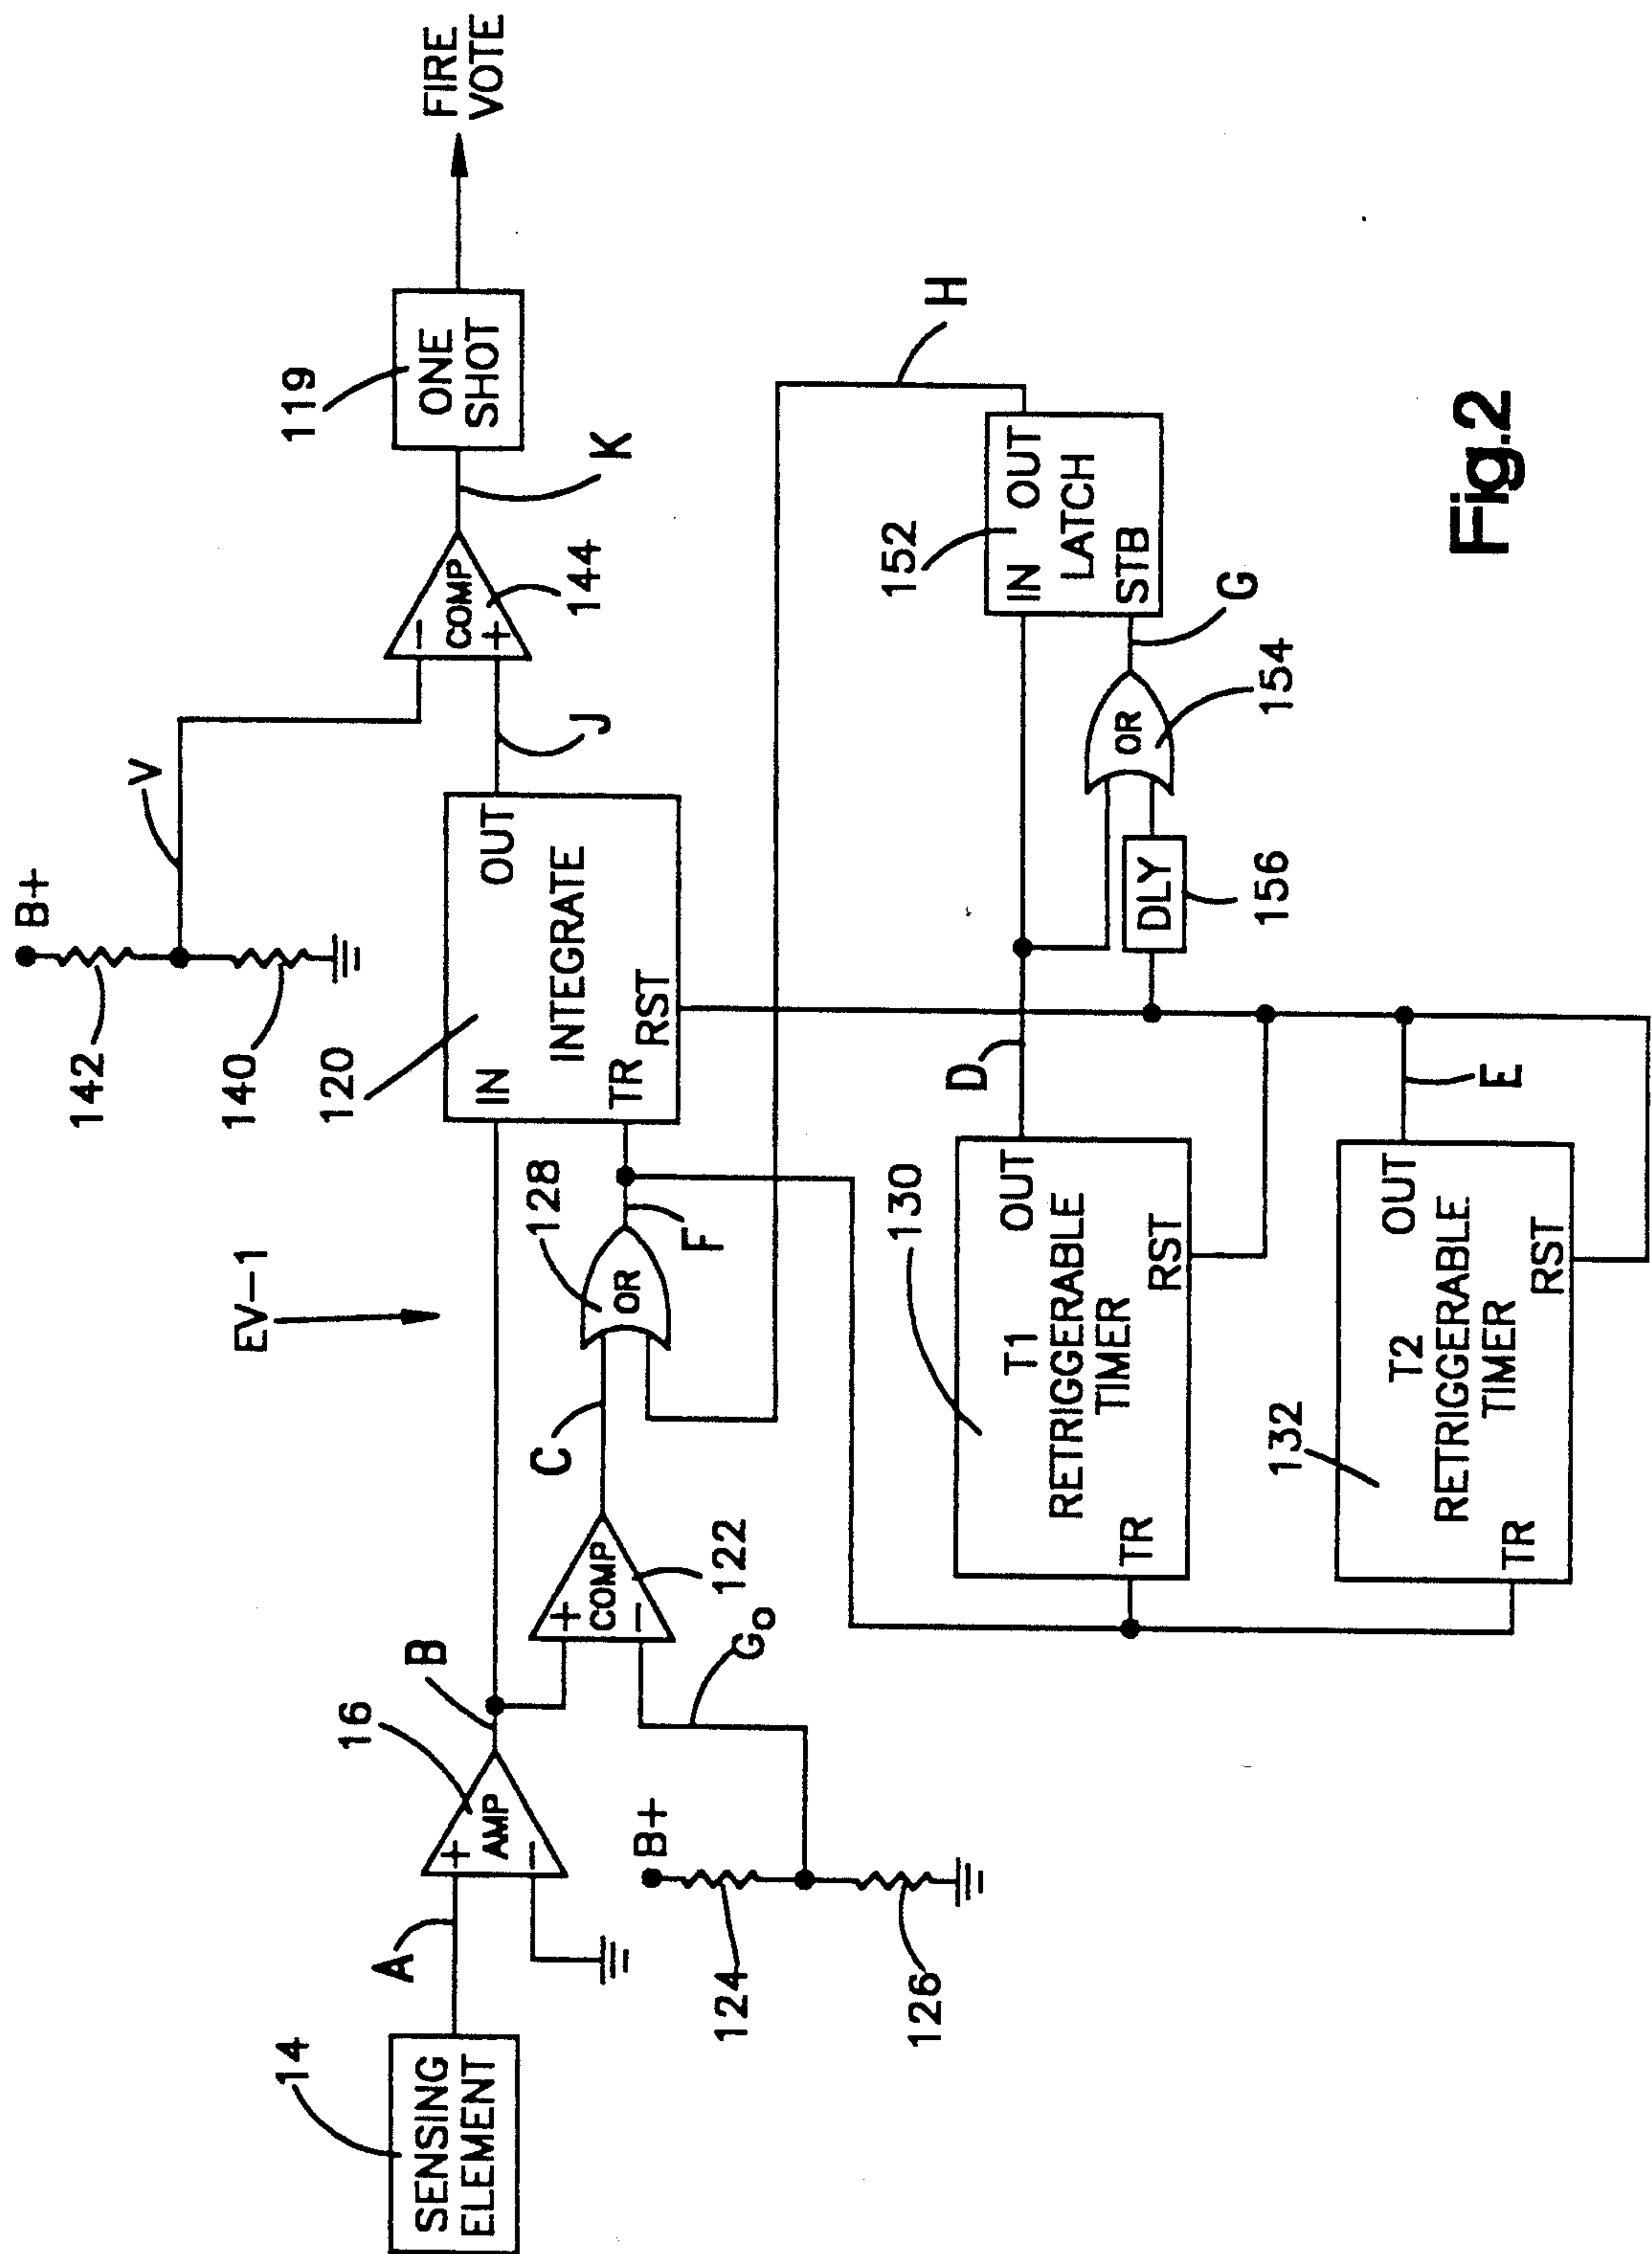 14
SENSING
ELEMENT
A
16
+
AMP
−
B
EV-1
B+
124
126
G₀
+
COMP
−
122
C
128
OR
F
120
IN
OUT
INTEGRATE
TR
RST
B+
142
140
V
J
−
COMP
+
144
K
119
ONE
SHOT
FIRE
VOTE
130
OUT
T1
RETRIGGERABLE
TIMER
TR
RST
D
132
OUT
T2
RETRIGGERABLE
TIMER
TR
RST
E
DLY
156
OR
154
G
152
IN
OUT
LATCH
STB
H
Fig.2